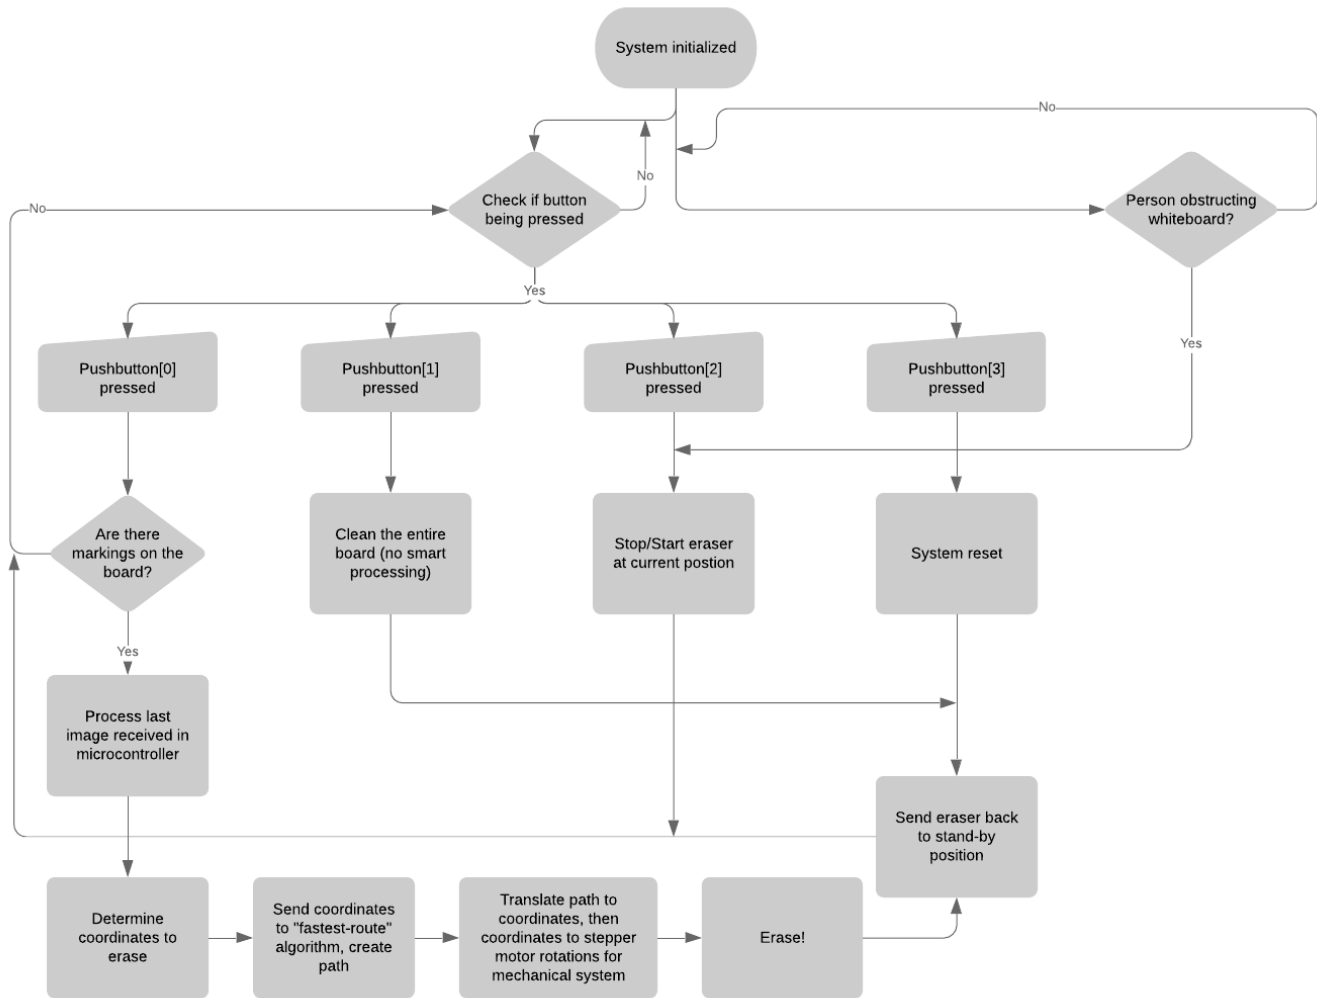 System initialized
No
No
Check if button
being pressed
Person obstructing
whiteboard?
No
Yes
Yes
Pushbutton[0]
pressed
Pushbutton[1]
pressed
Pushbutton[2]
pressed
Pushbutton[3]
pressed
Are there
markings on the
board?
Clean the entire
board (no smart
processing)
Stop/Start eraser
at current postion
System reset
Yes
Process last
image received in
microcontroller
Send eraser back
to stand-by
position
Determine
coordinates to
erase
Send coordinates
to "fastest-route"
algorithm, create
path
Translate path to
coordinates, then
coordinates to stepper
motor rotations for
mechanical system
Erase!